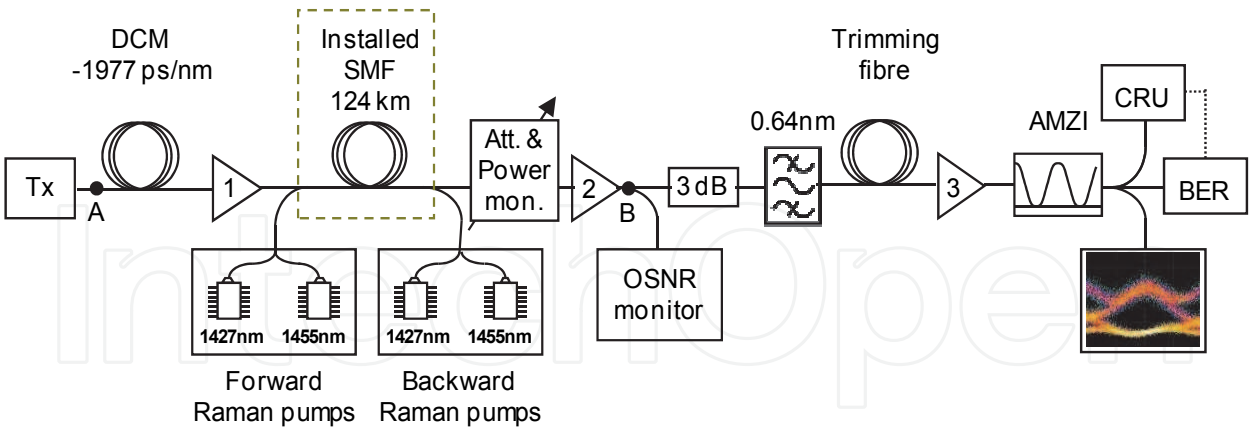 DCM
-1977 ps/nm
Installed
SMF
124 km
Trimming
fibre
Tx
A
1
Att. &
Power
mon.
2
B
3 dB
0.64nm
3
AMZI
CRU
BER
OSNR
monitor
1427nm 1455nm
1427nm 1455nm
Forward
Raman pumps
Backward
Raman pumps
IntechOpen